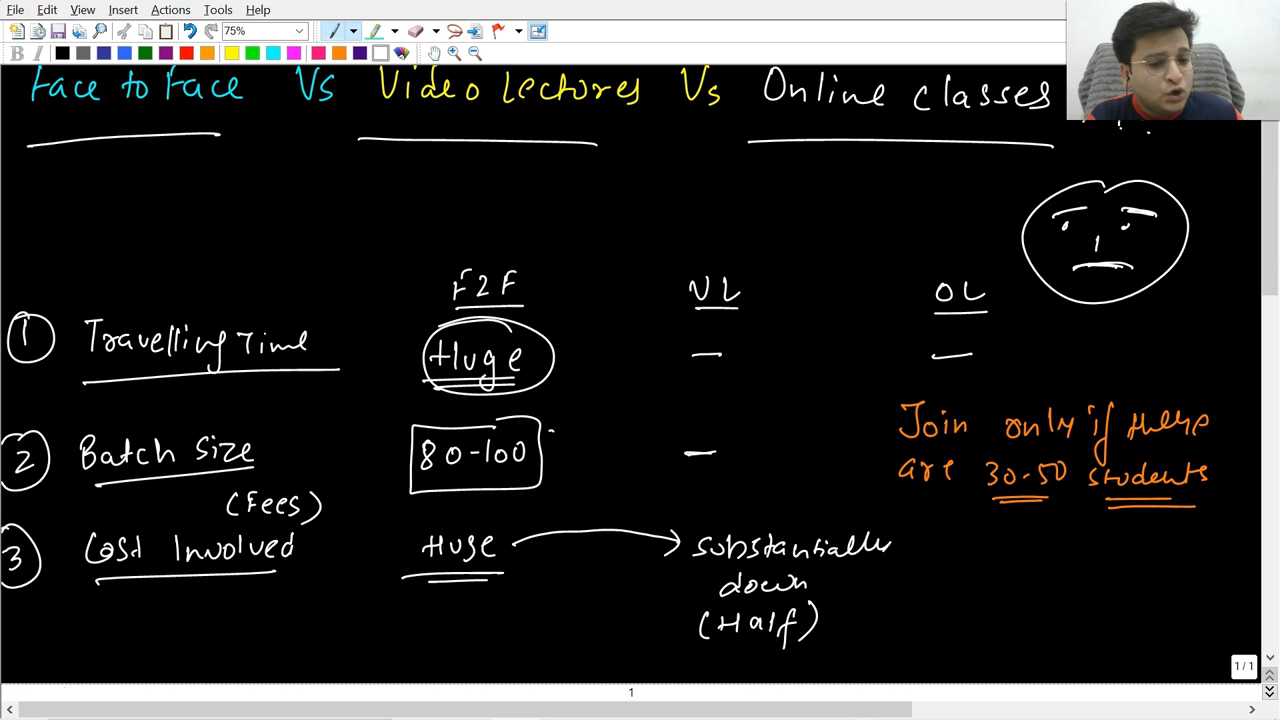 File Edit View Insert Actions Tools Help
75%
B I
Face to Face Vs Video Lectures Vs Online classes
F2F VL OL
1 Travelling Time Huge — —
2 Batch Size 80-100 —
Join only if there
are 30-50 students
(Fees)
3 Cost Involved Huge substantially
down
(Half)
1/1
1